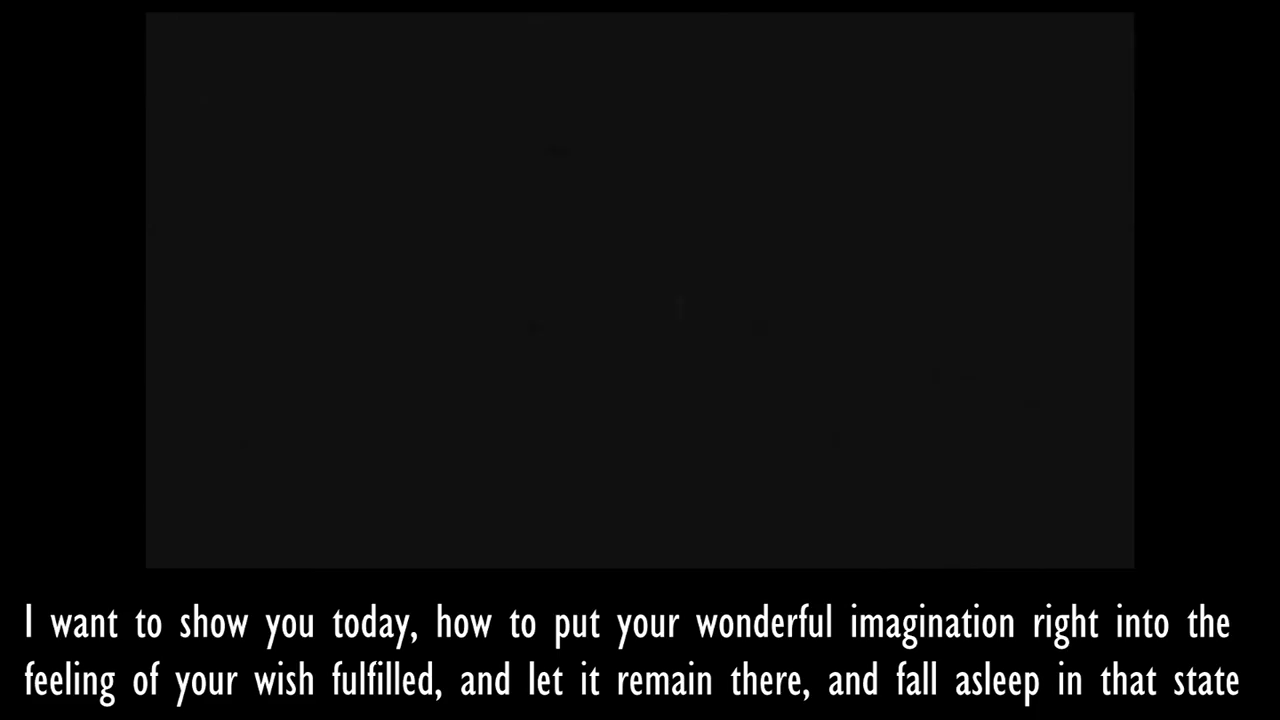 I want to show you today, how to put your wonderful imagination right into the
feeling of your wish fulfilled, and let it remain there, and fall asleep in that state